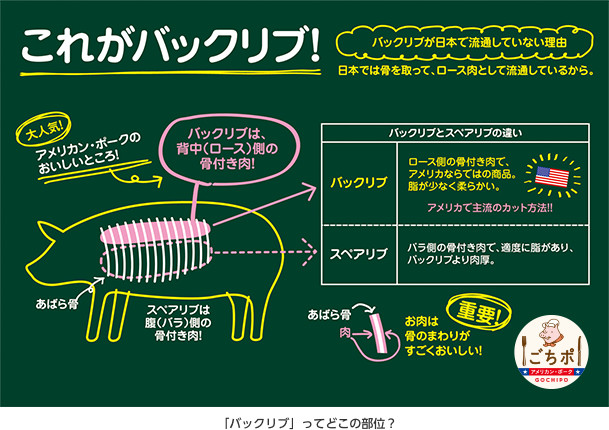 これがバックリブ!
バックリブが日本で流通していない理由
日本では骨を取って、ロース肉として流通しているから。
大人気!
アメリカン・ポークの
おいしいところ!
バックリブは、
背中(ロース)側の
骨付き肉!
あばら骨
スペアリブは
腹(バラ)側の
骨付き肉!
バックリブとスペアリブの違い
バックリブ
ロース側の骨付き肉で、
アメリカならではの商品。
脂が少なく柔らかい。
アメリカで主流のカット方法!!
スペアリブ
バラ側の骨付き肉で、適度に脂があり、
バックリブより肉厚。
あばら骨
肉
お肉は
骨のまわりが
すごくおいしい!
重要!
ごちポ
アメリカン・ポーク
GOCHIPO
「バックリブ」ってどこの部位?